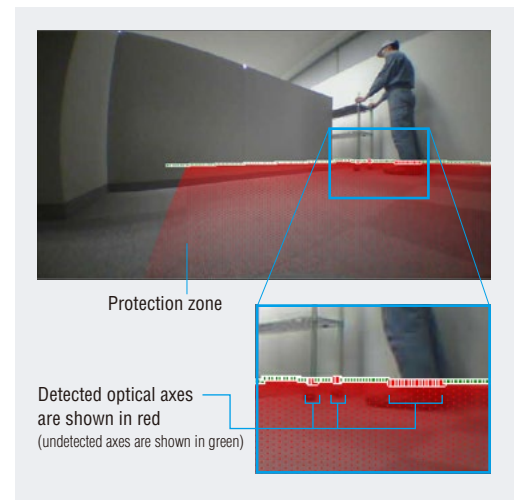 Protection zone
Detected optical axes
are shown in red
(undetected axes are shown in green)